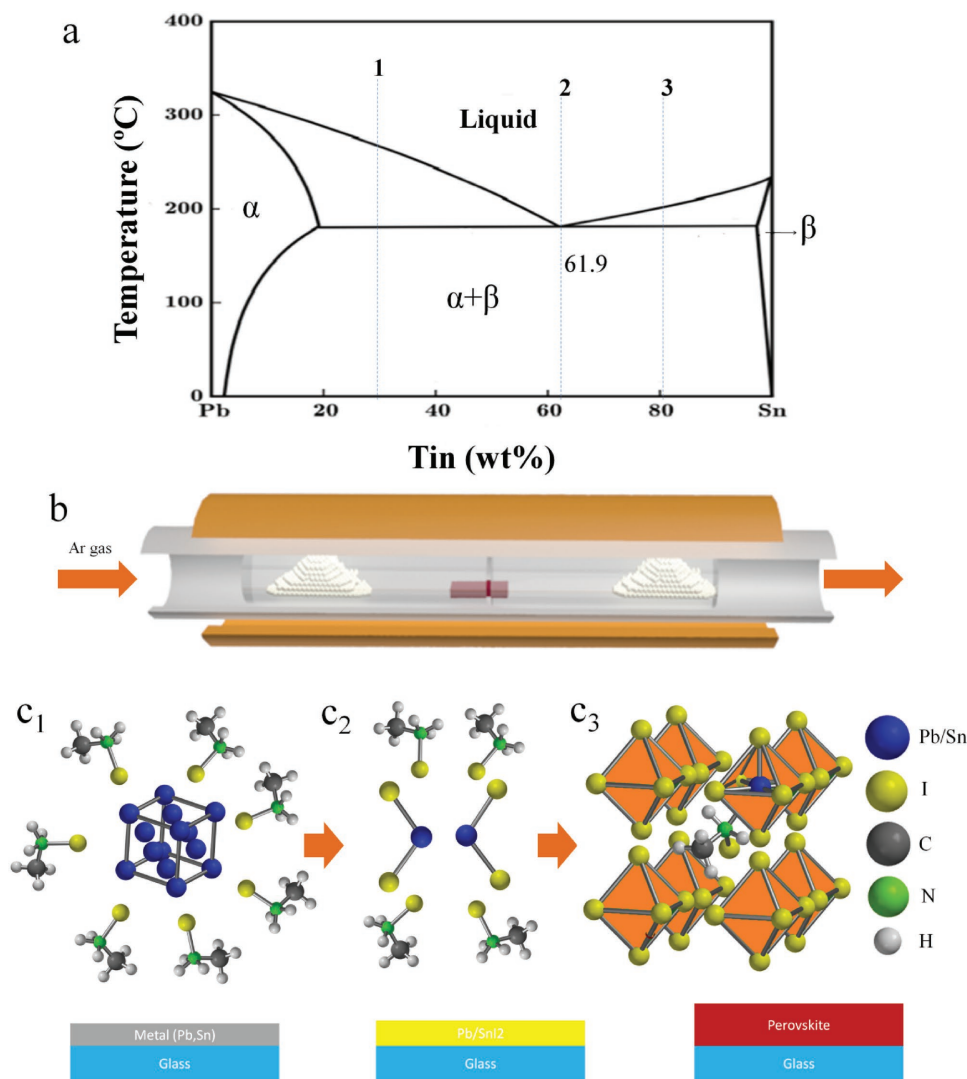 a
400
300
200
100
0
Temperature (ºC)
1
2
3
Liquid
α
β
61.9
α+β
Pb
20
40
60
80
Sn
Tin (wt%)
b
Ar gas
c1
c2
c3
Pb/Sn
I
C
N
H
Metal (Pb,Sn)
Glass
Pb/SnI2
Glass
Perovskite
Glass